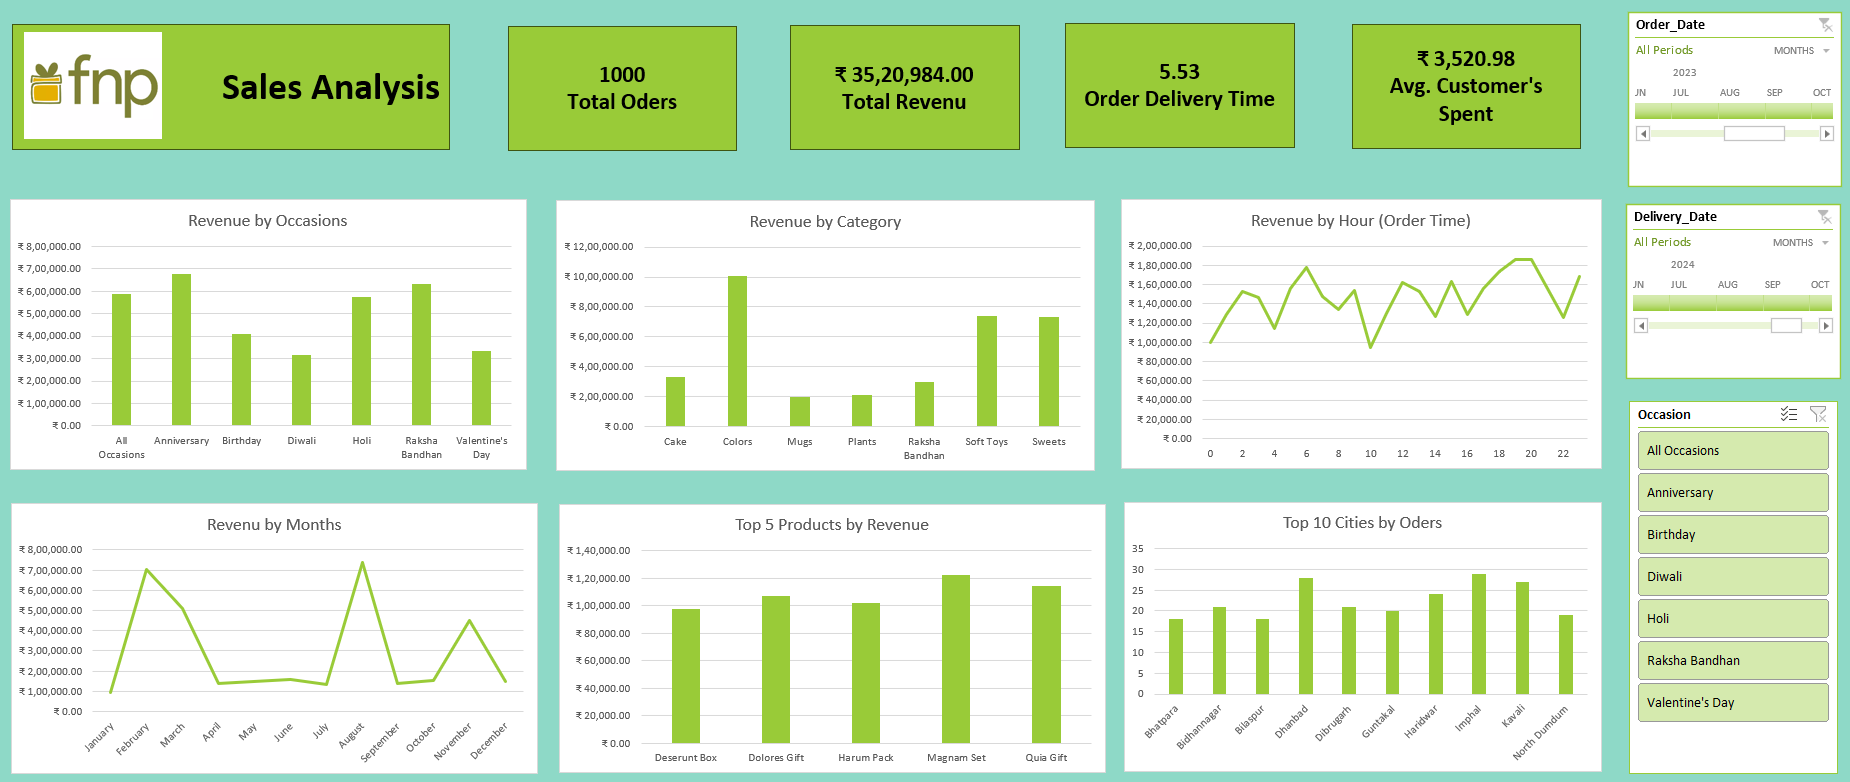 fnp
Sales Analysis
1000
Total Oders
₹ 35,20,984.00
Total Revenu
5.53
Order Delivery Time
₹ 3,520.98
Avg. Customer's
Spent
Order_Date
All Periods MONTHS
2023
JN JUL AUG SEP OCT
Delivery_Date
All Periods MONTHS
2024
JN JUL AUG SEP OCT
Occasion
All Occasions
Anniversary
Birthday
Diwali
Holi
Raksha Bandhan
Valentine's Day
Revenue by Occasions
₹ 8,00,000.00
₹ 7,00,000.00
₹ 6,00,000.00
₹ 5,00,000.00
₹ 4,00,000.00
₹ 3,00,000.00
₹ 2,00,000.00
₹ 1,00,000.00
₹ 0.00
All Anniversary Birthday Diwali Holi Raksha Valentine's
Occasions Bandhan Day
Revenue by Category
₹ 12,00,000.00
₹ 10,00,000.00
₹ 8,00,000.00
₹ 6,00,000.00
₹ 4,00,000.00
₹ 2,00,000.00
₹ 0.00
Cake Colors Mugs Plants Raksha Soft Toys Sweets
Bandhan
Revenue by Hour (Order Time)
₹ 2,00,000.00
₹ 1,80,000.00
₹ 1,60,000.00
₹ 1,40,000.00
₹ 1,20,000.00
₹ 1,00,000.00
₹ 80,000.00
₹ 60,000.00
₹ 40,000.00
₹ 20,000.00
₹ 0.00
0 2 4 6 8 10 12 14 16 18 20 22
Revenu by Months
₹ 8,00,000.00
₹ 7,00,000.00
₹ 6,00,000.00
₹ 5,00,000.00
₹ 4,00,000.00
₹ 3,00,000.00
₹ 2,00,000.00
₹ 1,00,000.00
₹ 0.00
January February March April May June July August September October November December
Top 5 Products by Revenue
₹ 1,40,000.00
₹ 1,20,000.00
₹ 1,00,000.00
₹ 80,000.00
₹ 60,000.00
₹ 40,000.00
₹ 20,000.00
₹ 0.00
Deserunt Box Dolores Gift Harum Pack Magnam Set Quia Gift
Top 10 Cities by Oders
35
30
25
20
15
10
5
0
Bhatpara Bidhannagar Bilaspur Dhanbad Dibrugarh Guntakal Haridwar Imphal Kavali North Dumdum